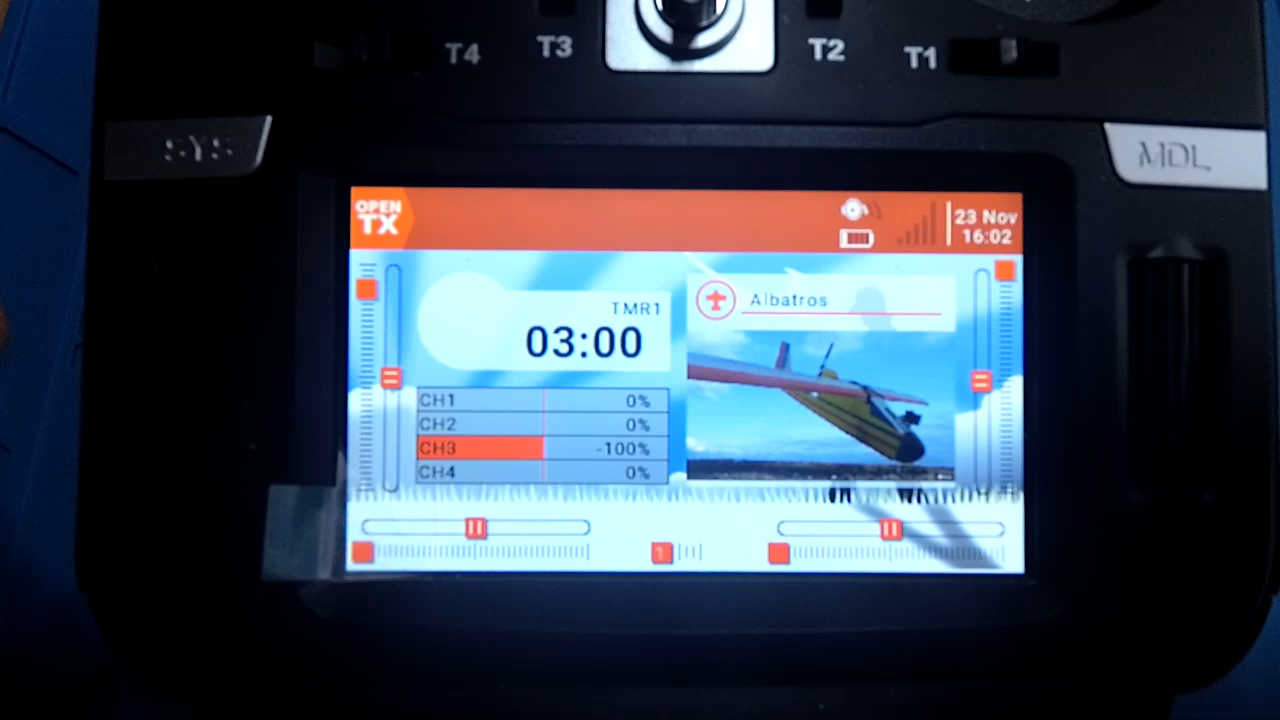 T4 T3 T2 T1
SYS
MDL
OPEN
TX
23 Nov
16:02
TMR1
03:00
Albatros
CH1 0%
CH2 0%
CH3 -100%
CH4 0%
1